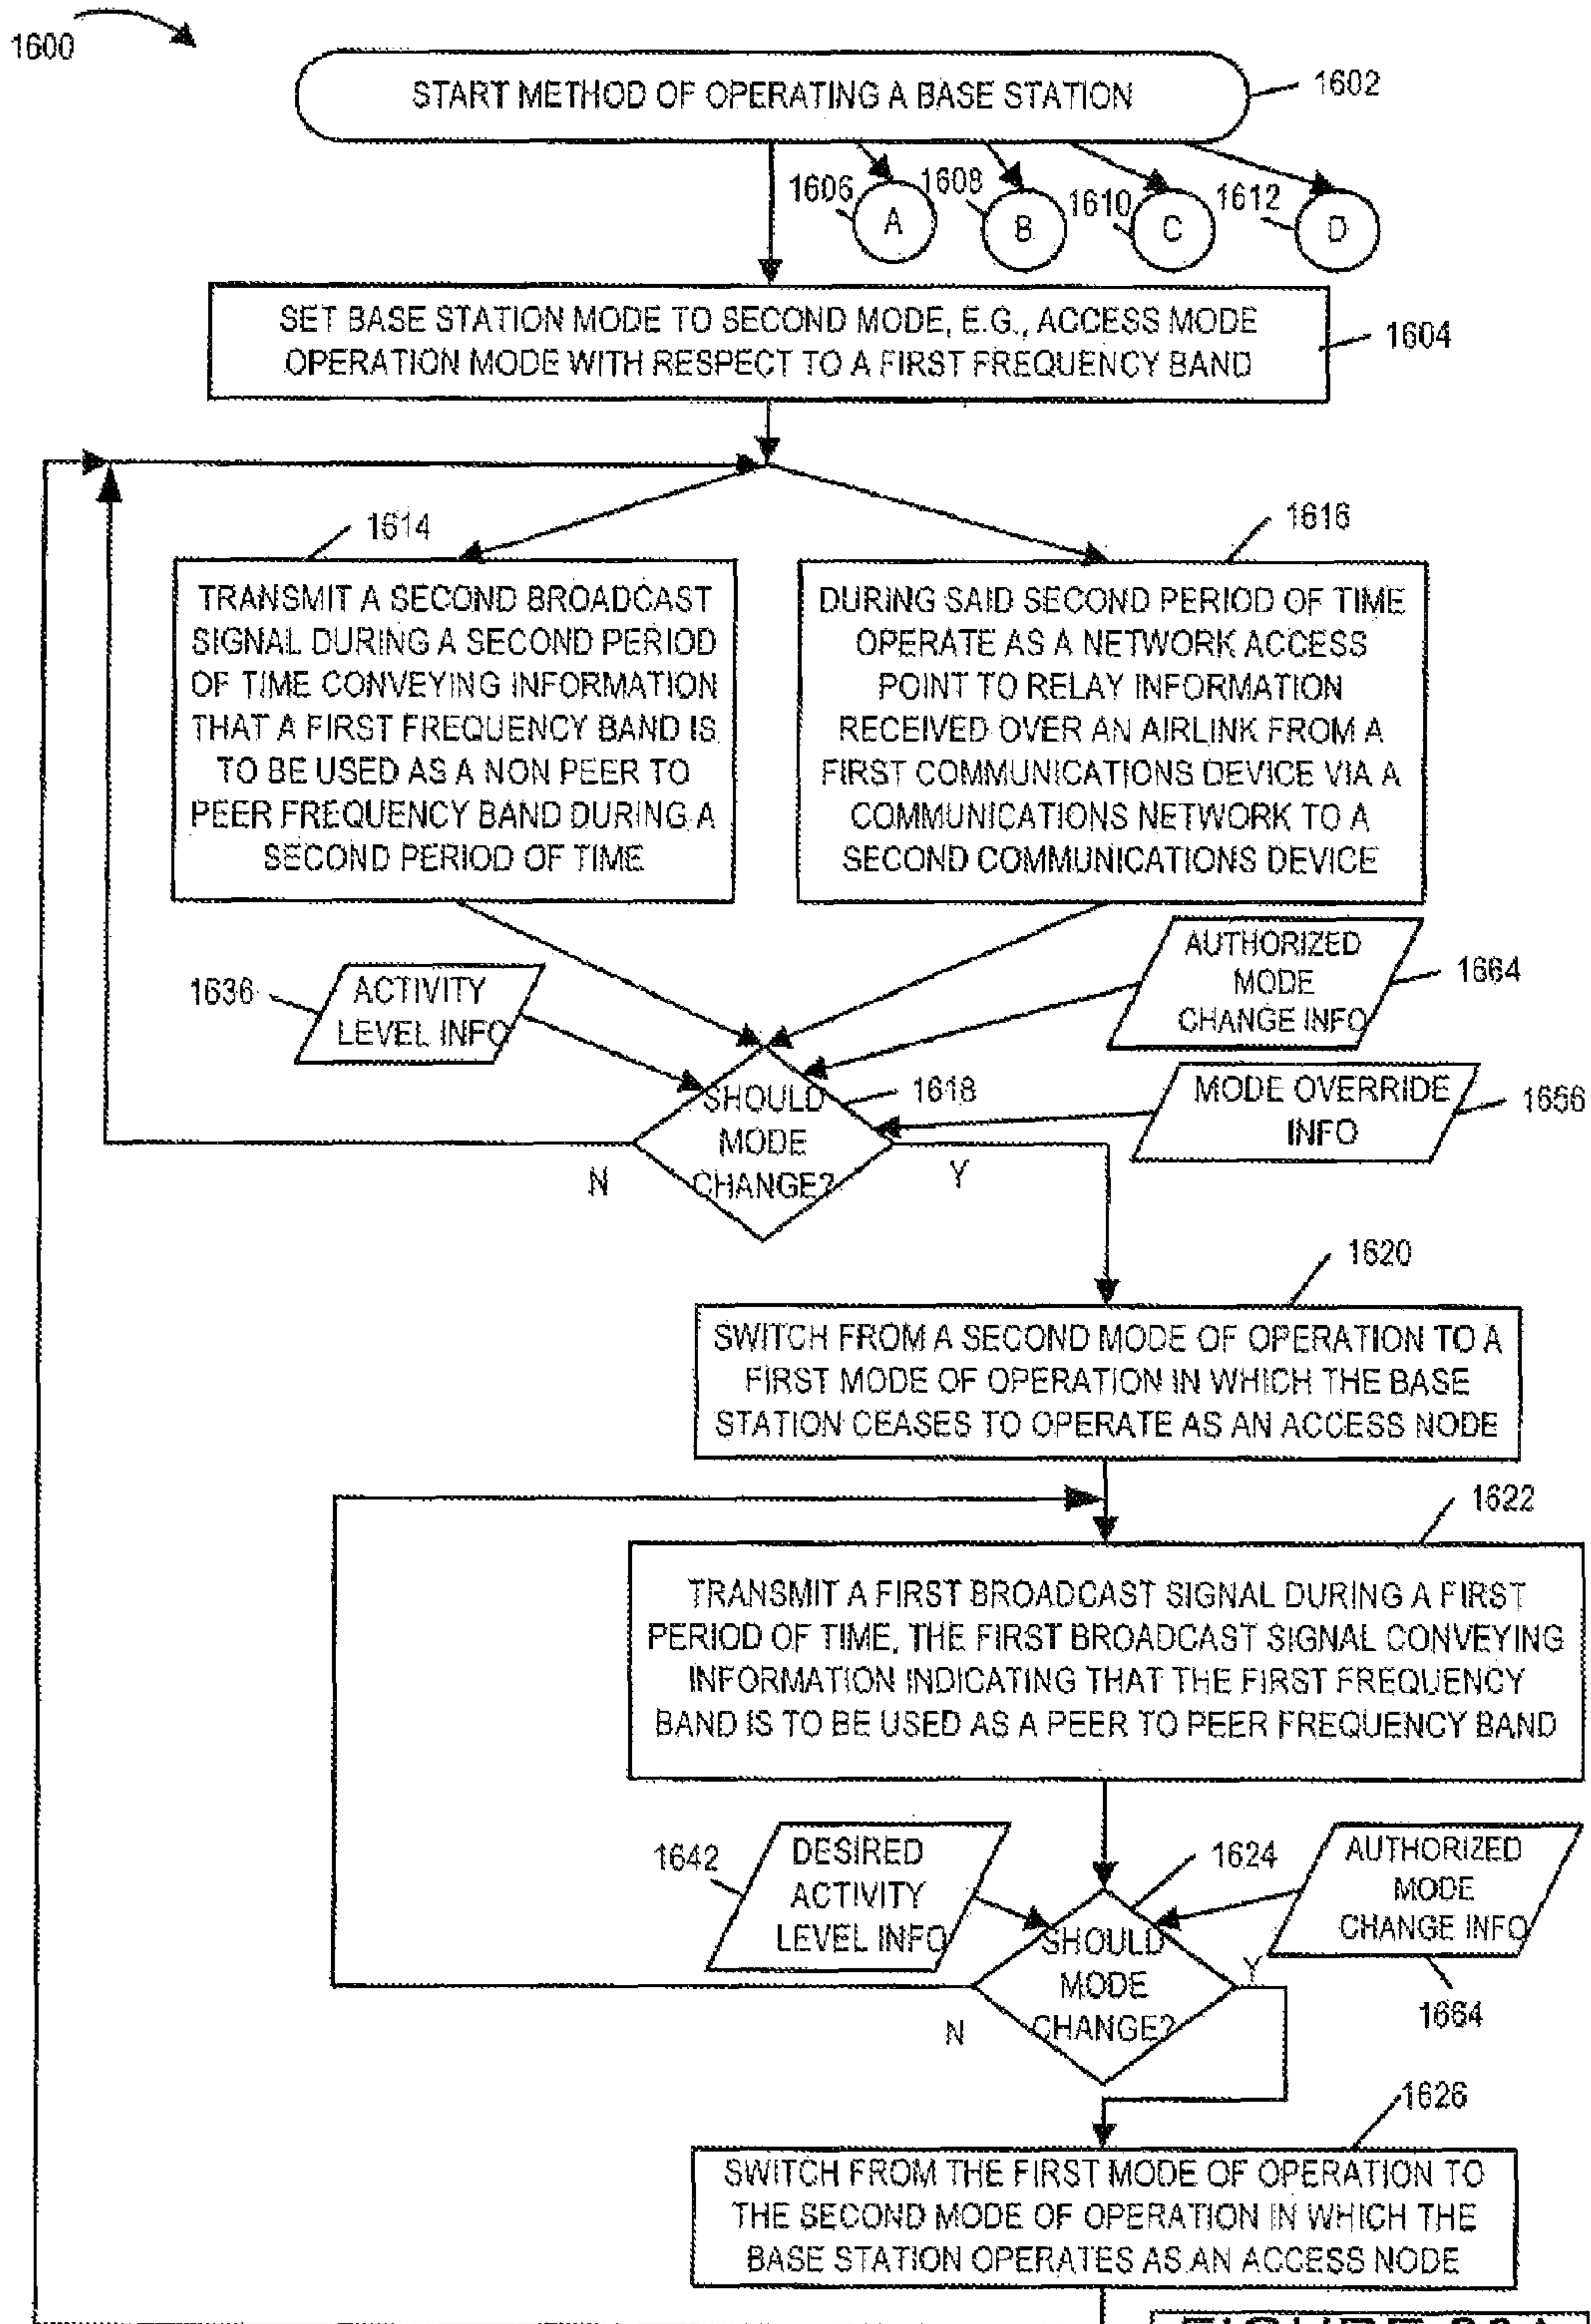 1600
START METHOD OF OPERATING A BASE STATION
1602
1606
A
1608
B
1610
C
1612
D
SET BASE STATION MODE TO SECOND MODE, E.G., ACCESS MODE
OPERATION MODE WITH RESPECT TO A FIRST FREQUENCY BAND
1604
1614
TRANSMIT A SECOND BROADCAST
SIGNAL DURING A SECOND PERIOD
OF TIME CONVEYING INFORMATION
THAT A FIRST FREQUENCY BAND IS
TO BE USED AS A NON PEER TO
PEER FREQUENCY BAND DURING A
SECOND PERIOD OF TIME
1616
DURING SAID SECOND PERIOD OF TIME
OPERATE AS A NETWORK ACCESS
POINT TO RELAY INFORMATION
RECEIVED OVER AN AIRLINK FROM A
FIRST COMMUNICATIONS DEVICE VIA A
COMMUNICATIONS NETWORK TO A
SECOND COMMUNICATIONS DEVICE
1636
ACTIVITY
LEVEL INFO
AUTHORIZED
MODE
CHANGE INFO
1664
1618
SHOULD
MODE
CHANGE?
MODE OVERRIDE
INFO
1656
N
Y
1620
SWITCH FROM A SECOND MODE OF OPERATION TO A
FIRST MODE OF OPERATION IN WHICH THE BASE
STATION CEASES TO OPERATE AS AN ACCESS NODE
1622
TRANSMIT A FIRST BROADCAST SIGNAL DURING A FIRST
PERIOD OF TIME, THE FIRST BROADCAST SIGNAL CONVEYING
INFORMATION INDICATING THAT THE FIRST FREQUENCY
BAND IS TO BE USED AS A PEER TO PEER FREQUENCY BAND
1642
DESIRED
ACTIVITY
LEVEL INFO
1624
SHOULD
MODE
CHANGE?
AUTHORIZED
MODE
CHANGE INFO
1664
Y
N
1626
SWITCH FROM THE FIRST MODE OF OPERATION TO
THE SECOND MODE OF OPERATION IN WHICH THE
BASE STATION OPERATES AS AN ACCESS NODE